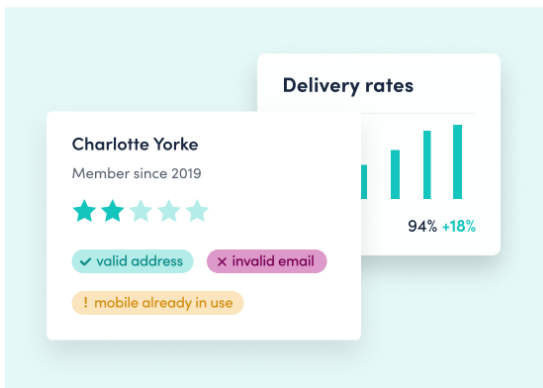 Delivery rates
Charlotte Yorke
Member since 2019
valid address
invalid email
! mobile already in use
94% +18%